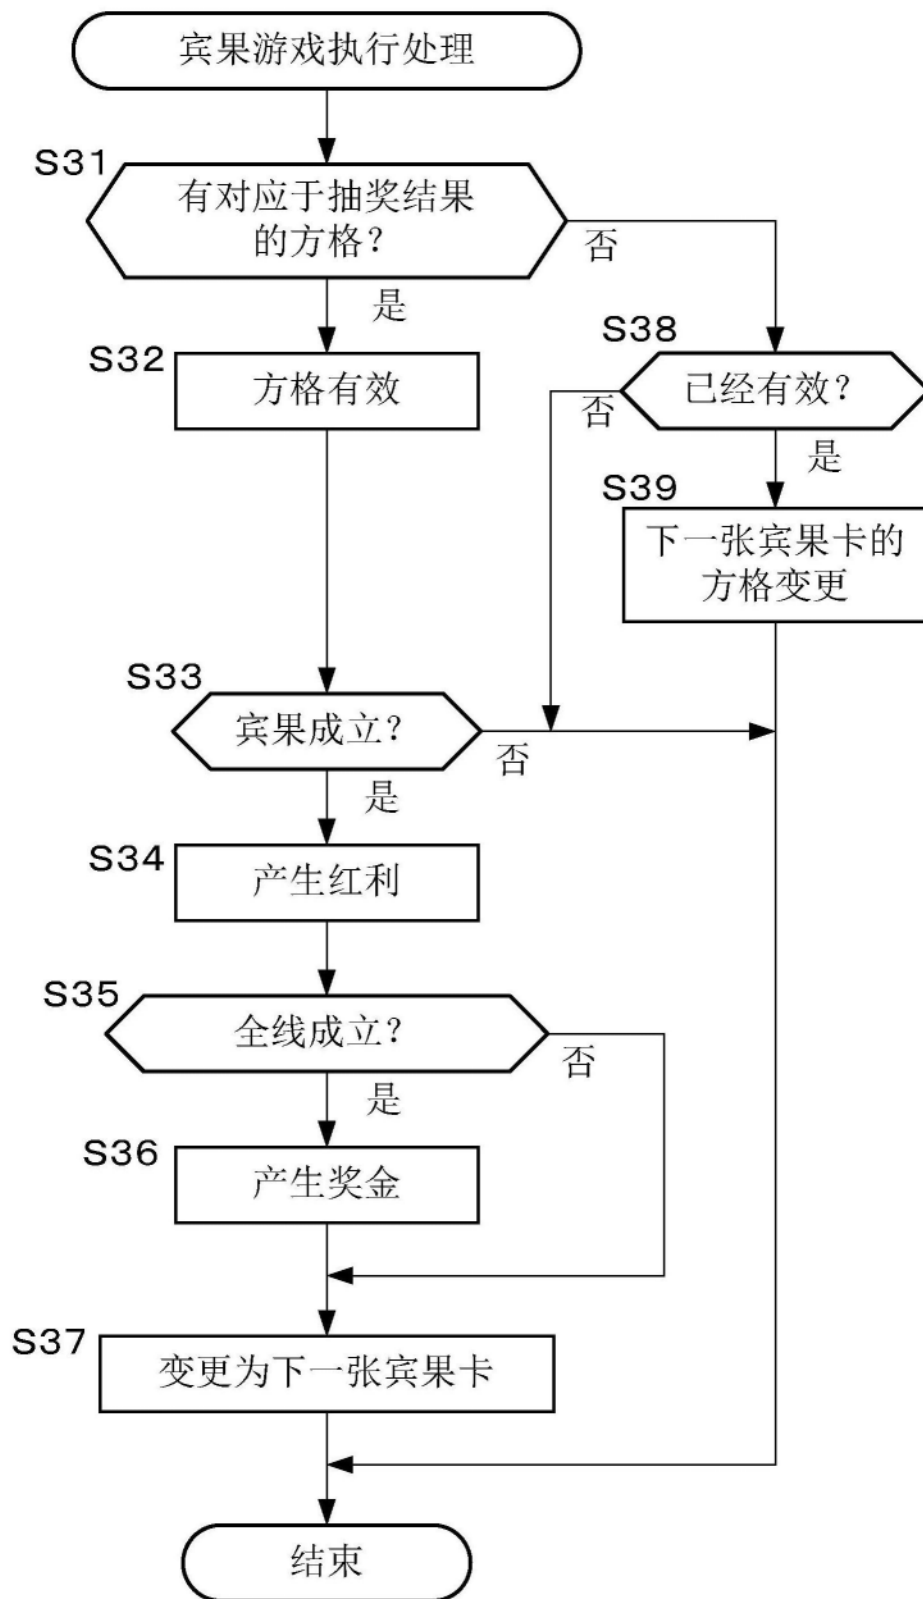 宾果游戏执行处理
S31
有对应于抽奖结果
的方格？
否
是
S38
已经有效？
否
是
S32
方格有效
S39
下一张宾果卡的
方格变更
S33
宾果成立？
否
是
S34
产生红利
S35
全线成立？
否
是
S36
产生奖金
S37
变更为下一张宾果卡
结束